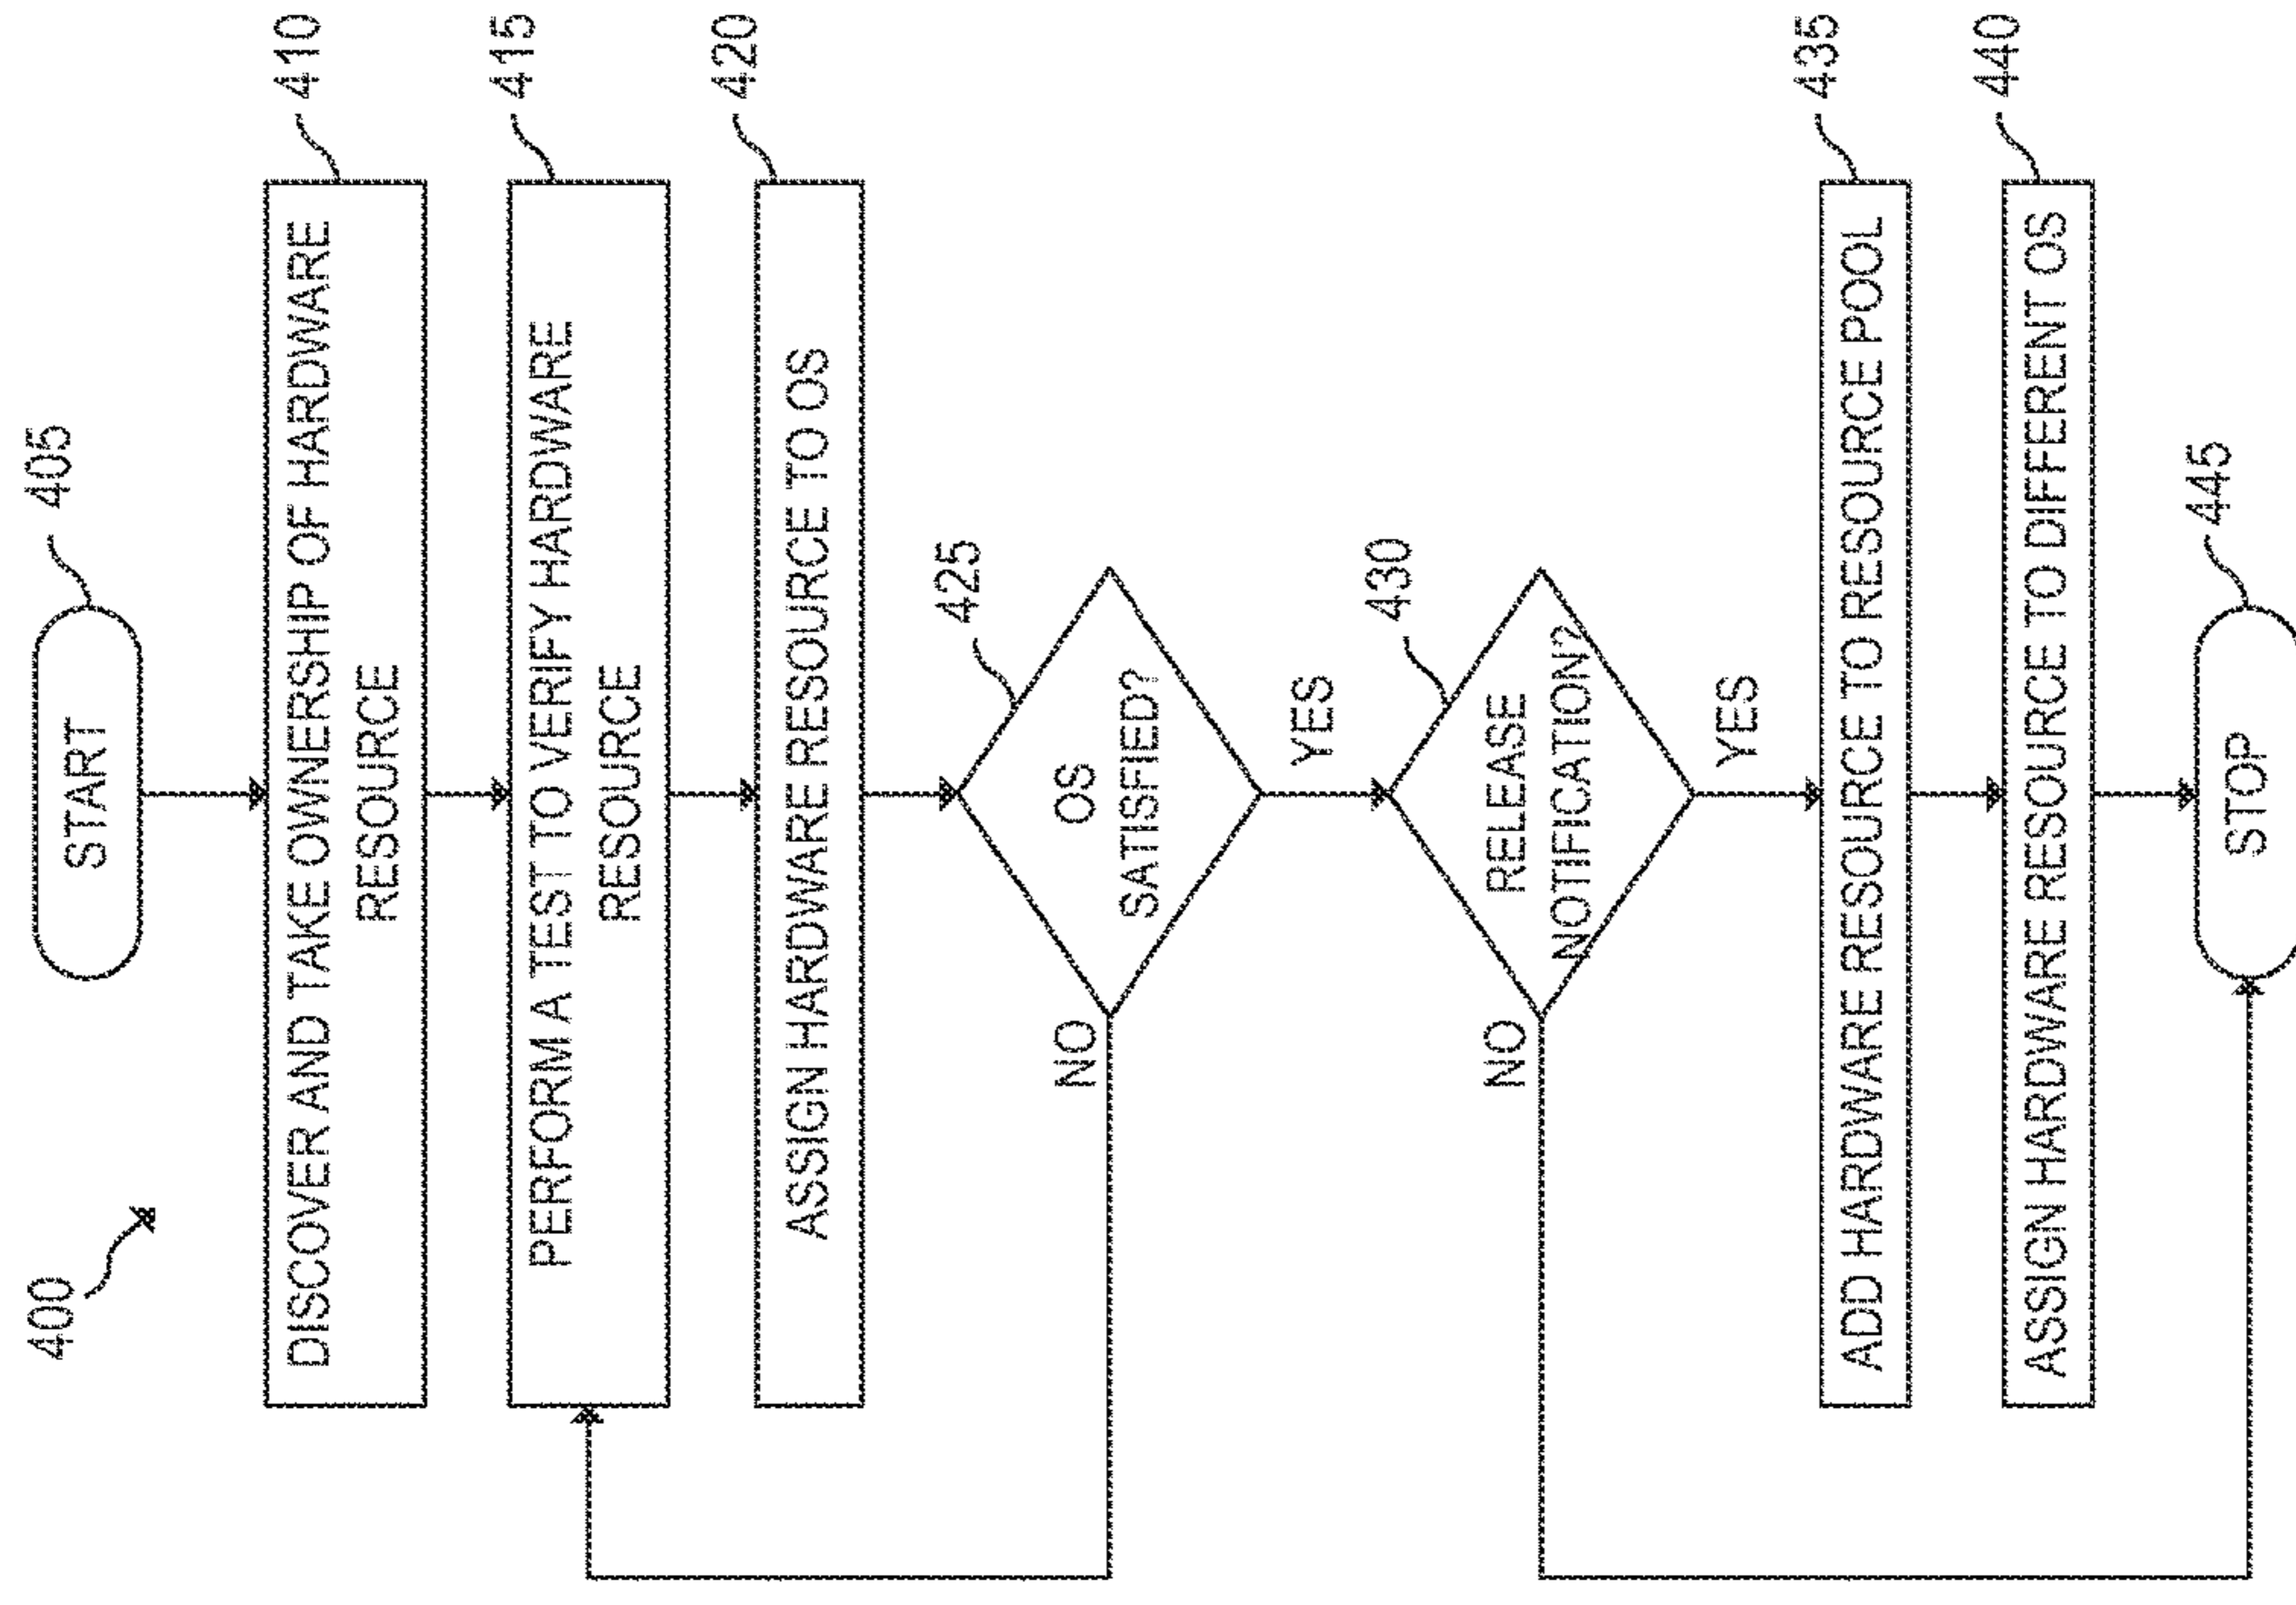 400
START
405
DISCOVER AND TAKE OWNERSHIP OF HARDWARE
RESOURCE
410
PERFORM A TEST TO VERIFY HARDWARE
RESOURCE
415
ASSIGN HARDWARE RESOURCE TO OS
420
OS
SATISFIED?
425
NO
YES
RELEASE
NOTIFICATION?
430
NO
YES
ADD HARDWARE RESOURCE TO RESOURCE POOL
435
ASSIGN HARDWARE RESOURCE TO DIFFERENT OS
440
STOP
445